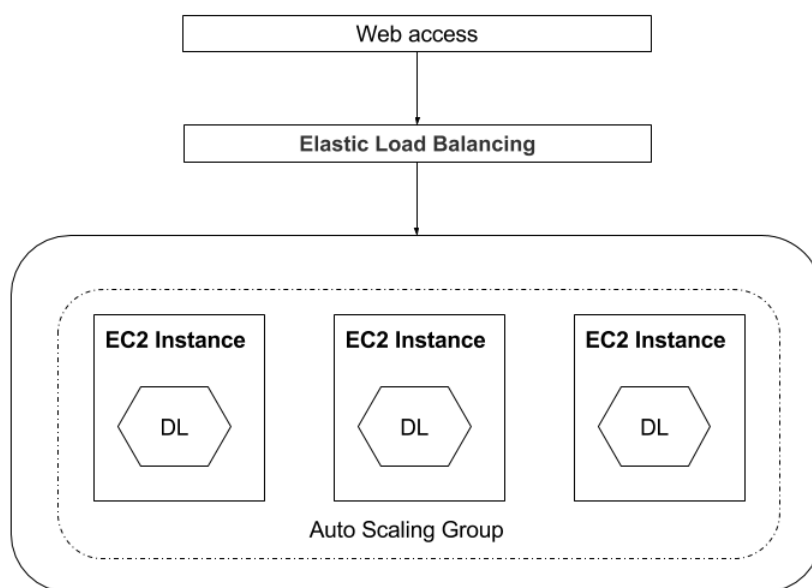 Web access
Elastic Load Balancing
EC2 Instance
EC2 Instance
EC2 Instance
DL
DL
DL
Auto Scaling Group